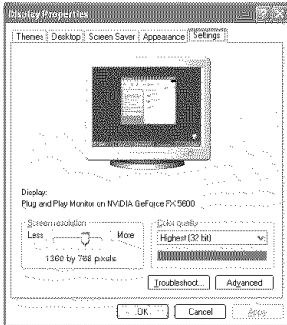 Display Properties
Themes Desktop Screen Saver Appearance Settings
Display:
Plug and Play Monitor on NVIDIA GeForce FX 5600
Screen resolution
Less More
1360 by 768 pixels
Color quality
Highest (32 bit)
Troubleshoot... Advanced
OK Cancel Apply